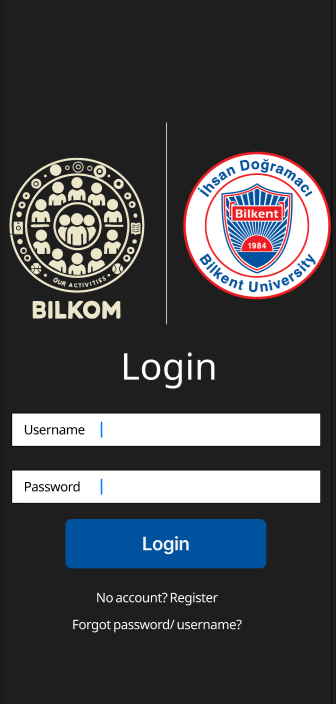 OUR ACTIVITIES
BILKOM
İhsan Doğramacı
Bilkent
1984
Bilkent University
Login
Username
Password
Login
No account? Register
Forgot password/ username?